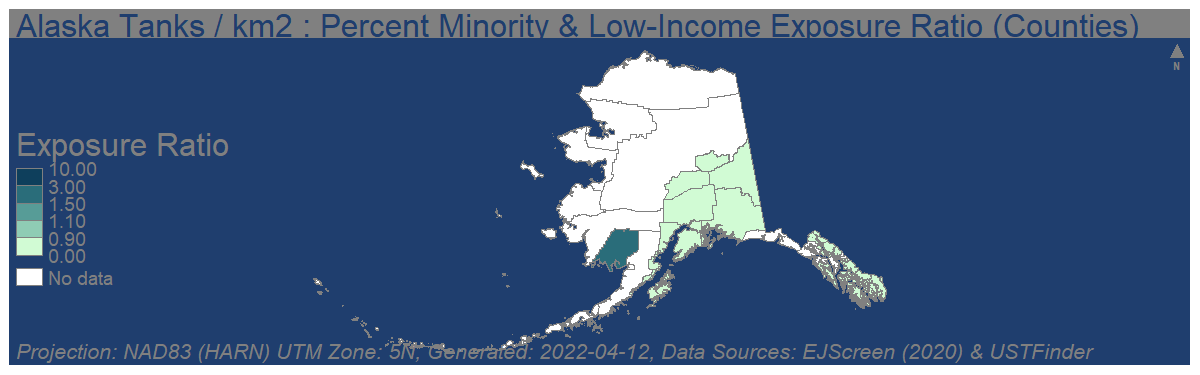 Alaska Tanks / km2 : Percent Minority & Low-Income Exposure Ratio (Counties)
N
Exposure Ratio
10.00
3.00
1.50
1.10
0.90
0.00
No data
Projection: NAD83 (HARN) UTM Zone: 5N, Generated: 2022-04-12, Data Sources: EJScreen (2020) & USTFinder